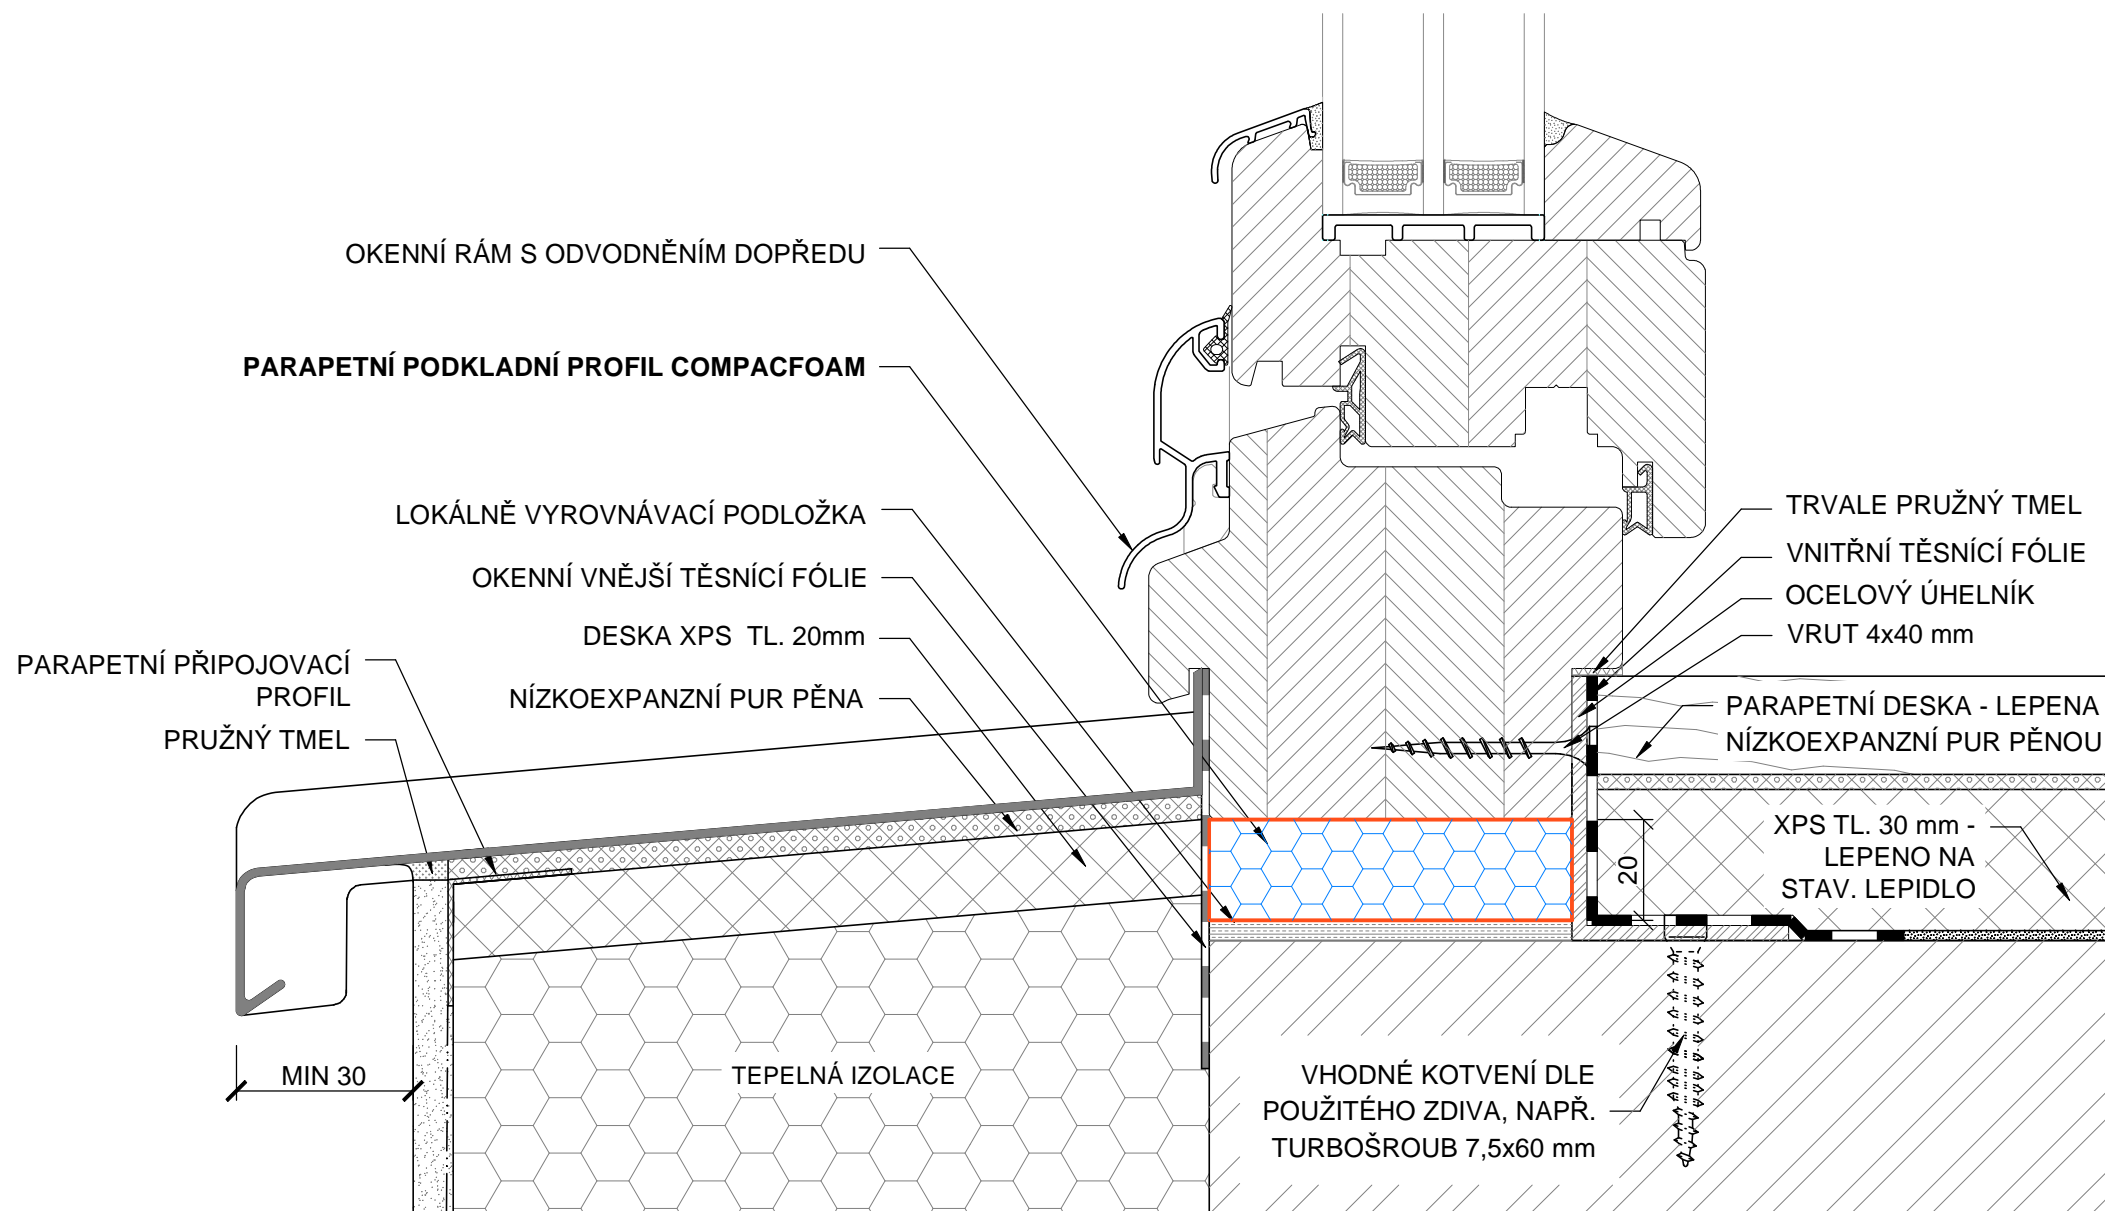 OKENNÍ RÁM S ODVODNĚNÍM DOPŘEDU
PARAPETNÍ PODKLADNÍ PROFIL COMPACFOAM
LOKÁLNĚ VYROVNÁVACÍ PODLOŽKA
OKENNÍ VNĚJŠÍ TĚSNÍCÍ FÓLIE
DESKA XPS  TL. 20mm
NÍZKOEXPANZNÍ PUR PĚNA
PARAPETNÍ PŘIPOJOVACÍ
PROFIL
PRUŽNÝ TMEL
MIN 30
TEPELNÁ IZOLACE
TRVALE PRUŽNÝ TMEL
VNITŘNÍ TĚSNÍCÍ FÓLIE
OCELOVÝ ÚHELNÍK
VRUT 4x40 mm
PARAPETNÍ DESKA - LEPENA
NÍZKOEXPANZNÍ PUR PĚNOU
XPS TL. 30 mm -
LEPENO NA
STAV. LEPIDLO
20
VHODNÉ KOTVENÍ DLE
POUŽITÉHO ZDIVA, NAPŘ.
TURBOŠROUB 7,5x60 mm